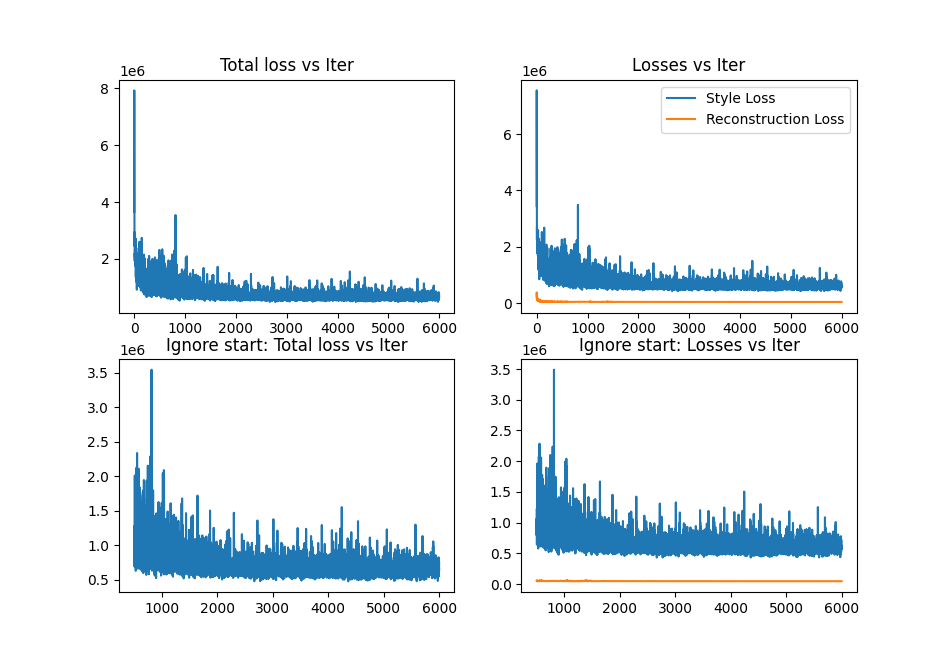 Total loss vs Iter
1e6
8
6
4
2
0 1000 2000 3000 4000 5000 6000
Losses vs Iter
1e6
Style Loss
Reconstruction Loss
6
4
2
0
0 1000 2000 3000 4000 5000 6000
Ignore start: Total loss vs Iter
1e6
3.5
3.0
2.5
2.0
1.5
1.0
0.5
1000 2000 3000 4000 5000 6000
Ignore start: Losses vs Iter
1e6
3.5
3.0
2.5
2.0
1.5
1.0
0.5
0.0
1000 2000 3000 4000 5000 6000